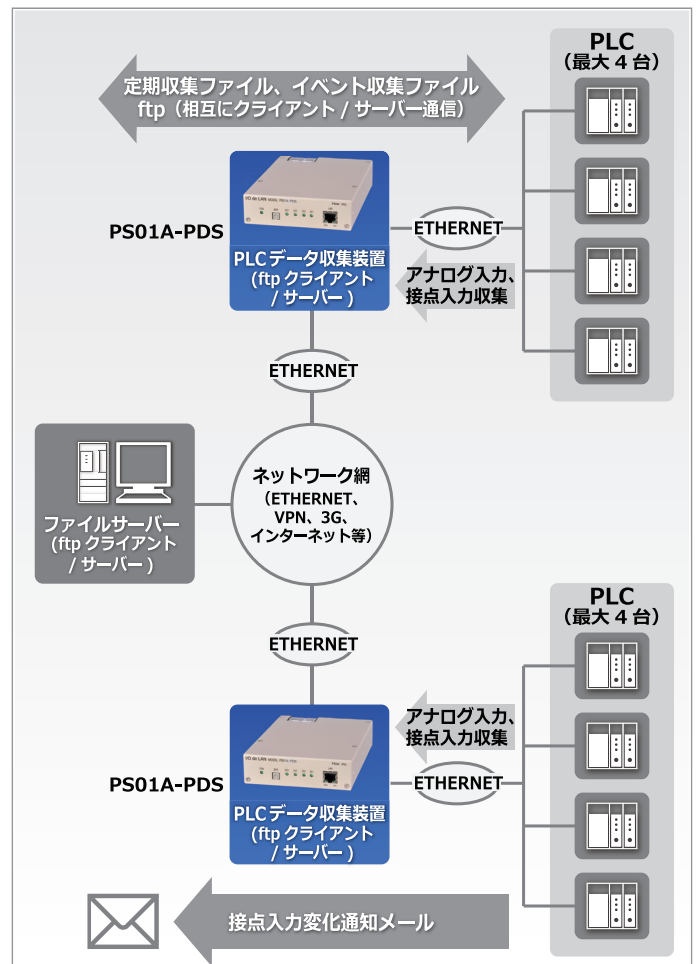 PLC
（最大 4 台）
定期収集ファイル、イベント収集ファイル
ftp（相互にクライアント / サーバー通信）
PS01A-PDS
PLCデータ収集装置
(ftp クライアント
/ サーバー )
ETHERNET
アナログ入力、
接点入力収集
ETHERNET
ネットワーク網
（ETHERNET、
VPN、3G、
インターネット等）
ファイルサーバー
(ftp クライアント
/ サーバー )
ETHERNET
PLC
（最大 4 台）
アナログ入力、
接点入力収集
PS01A-PDS
PLCデータ収集装置
(ftp クライアント
/ サーバー )
ETHERNET
接点入力変化通知メール